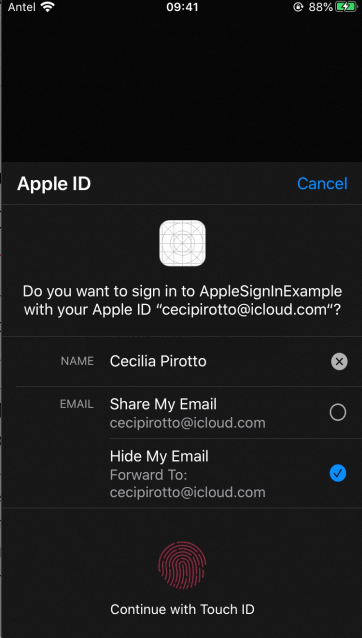 Antel 09:41 88%
Apple ID Cancel
Do you want to sign in to AppleSignInExample
with your Apple ID “cecipirotto@icloud.com”?
NAME Cecilia Pirotto
EMAIL Share My Email
cecipirotto@icloud.com
Hide My Email
Forward To:
cecipirotto@icloud.com
Continue with Touch ID